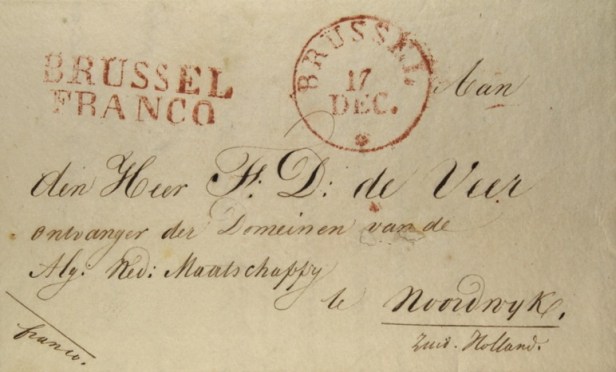 BRUSSEL
FRANCO
BRUSSEL
17
DEC.
Aan
den Heer F: D: de Veer
ontvanger der Domeinen van de
Alg: Ned: Maatschappy
te Noordwyk.
Zuid-Holland.
franco.